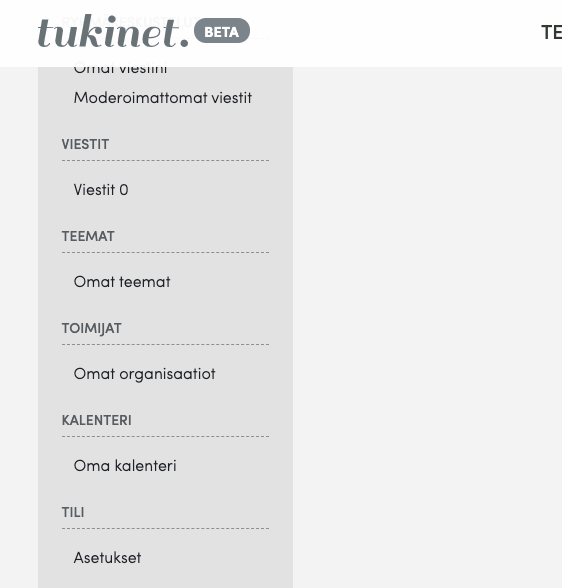 tukinet. BETA
TE
Omat viestini
Moderoimattomat viestit
VIESTIT
Viestit 0
TEEMAT
Omat teemat
TOIMIJAT
Omat organisaatiot
KALENTERI
Oma kalenteri
TILI
Asetukset